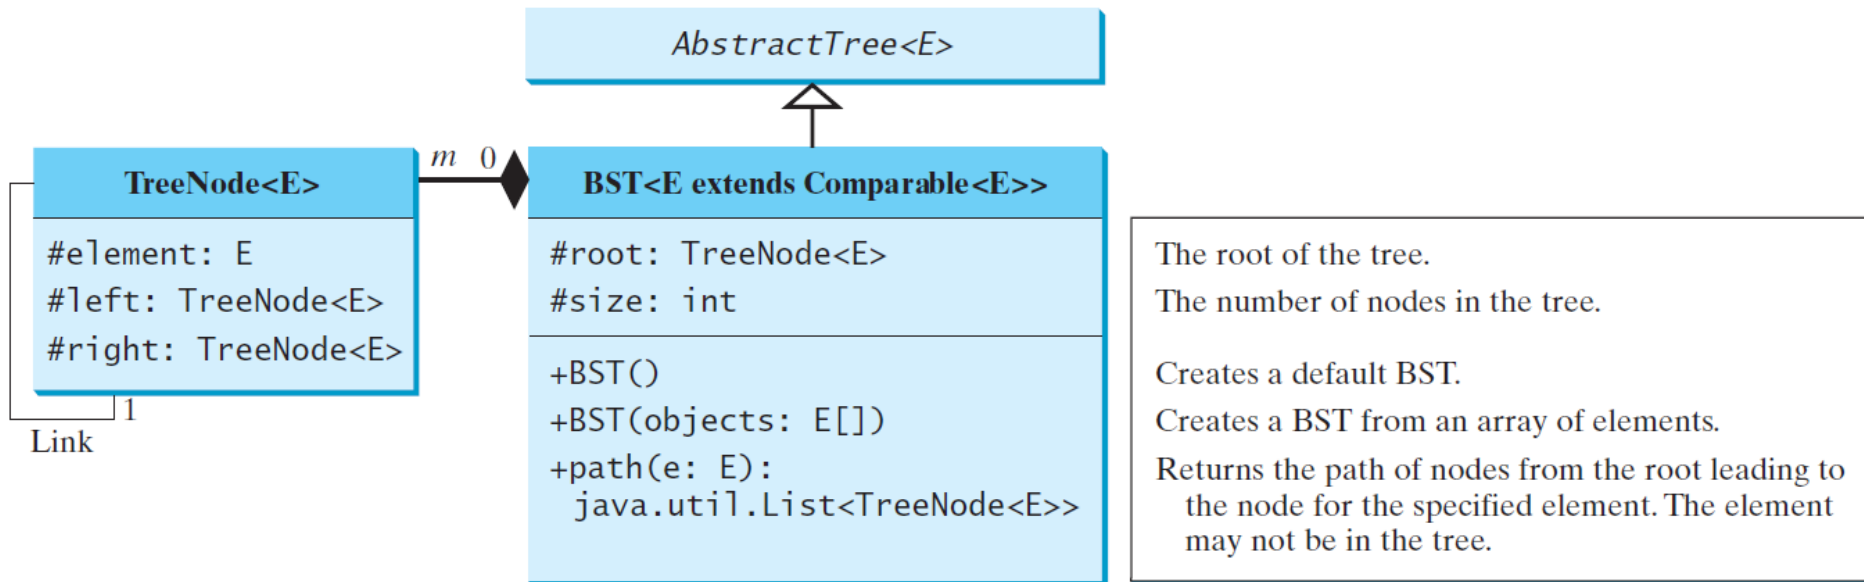 AbstractTree<E>
m 0
TreeNode<E>
#element: E
#left: TreeNode<E>
#right: TreeNode<E>
1
Link
BST<E extends Comparable<E>>
#root: TreeNode<E>
#size: int
+BST()
+BST(objects: E[])
+path(e: E):
java.util.List<TreeNode<E>>
The root of the tree.
The number of nodes in the tree.
Creates a default BST.
Creates a BST from an array of elements.
Returns the path of nodes from the root leading to
the node for the specified element. The element
may not be in the tree.